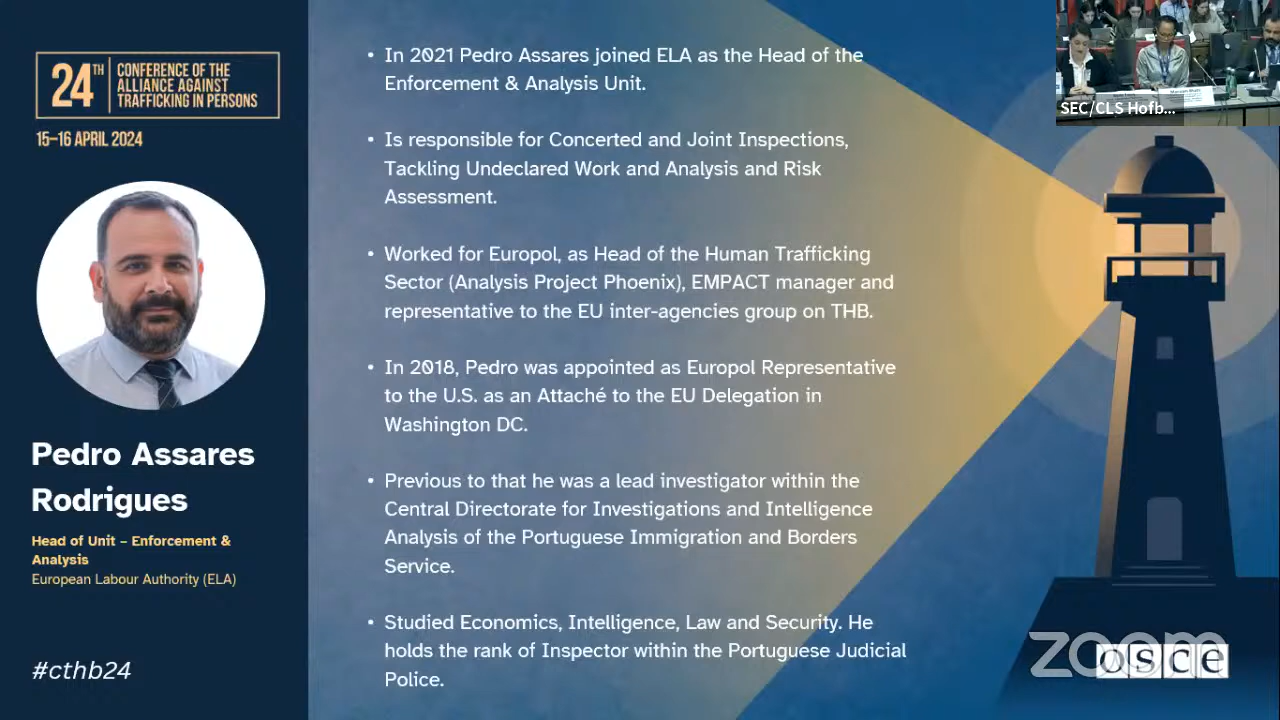 24TH CONFERENCE OF THE
ALLIANCE AGAINST
TRAFFICKING IN PERSONS
15–16 APRIL 2024
Pedro Assares
Rodrigues
Head of Unit – Enforcement &
Analysis
European Labour Authority (ELA)
#cthb24
• In 2021 Pedro Assares joined ELA as the Head of the
Enforcement & Analysis Unit.
• Is responsible for Concerted and Joint Inspections,
Tackling Undeclared Work and Analysis and Risk
Assessment.
• Worked for Europol, as Head of the Human Trafficking
Sector (Analysis Project Phoenix), EMPACT manager and
representative to the EU inter-agencies group on THB.
• In 2018, Pedro was appointed as Europol Representative
to the U.S. as an Attaché to the EU Delegation in
Washington DC.
• Previous to that he was a lead investigator within the
Central Directorate for Investigations and Intelligence
Analysis of the Portuguese Immigration and Borders
Service.
• Studied Economics, Intelligence, Law and Security. He
holds the rank of Inspector within the Portuguese Judicial
Police.
SEC/CLS Hofb...
zoom
osce